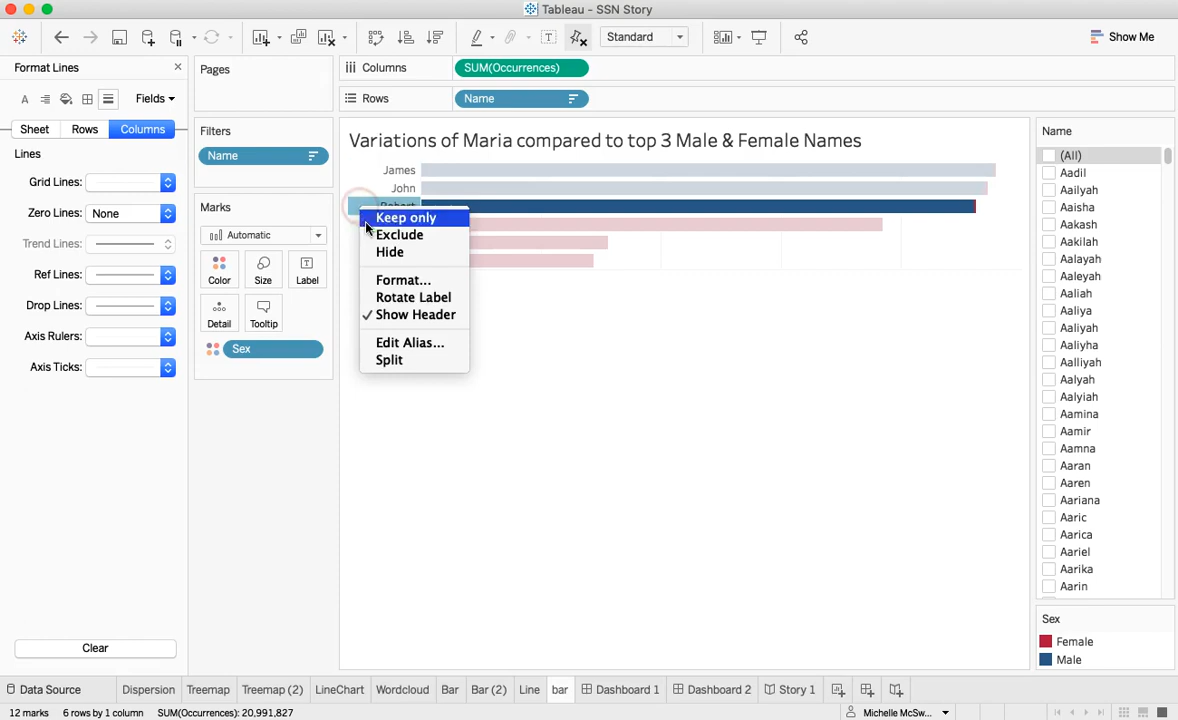 Tableau - SSN Story
Standard
Show Me
Format Lines
Fields
Sheet Rows Columns
Lines
Grid Lines:
Zero Lines: None
Trend Lines:
Ref Lines:
Drop Lines:
Axis Rulers:
Axis Ticks:
Clear
Pages
Filters
Name
Marks
Automatic
Color Size Label
Detail Tooltip
Sex
Columns SUM(Occurrences)
Rows Name
Variations of Maria compared to top 3 Male & Female Names
James
John
Robert
Keep only
Exclude
Hide
Format...
Rotate Label
Show Header
Edit Alias...
Split
Name
(All)
Aadil
Aailyah
Aaisha
Aakash
Aakilah
Aalayah
Aaleyah
Aaliah
Aaliya
Aaliyah
Aaliyha
Aalliyah
Aalyah
Aalyiah
Aamina
Aamir
Aamna
Aaran
Aaren
Aariana
Aaric
Aarica
Aariel
Aarika
Aarin
Sex
Female
Male
Data Source Dispersion Treemap Treemap (2) LineChart Wordcloud Bar Bar (2) Line bar Dashboard 1 Dashboard 2 Story 1
12 marks 6 rows by 1 column SUM(Occurrences): 20,991,827 Michelle McSw...